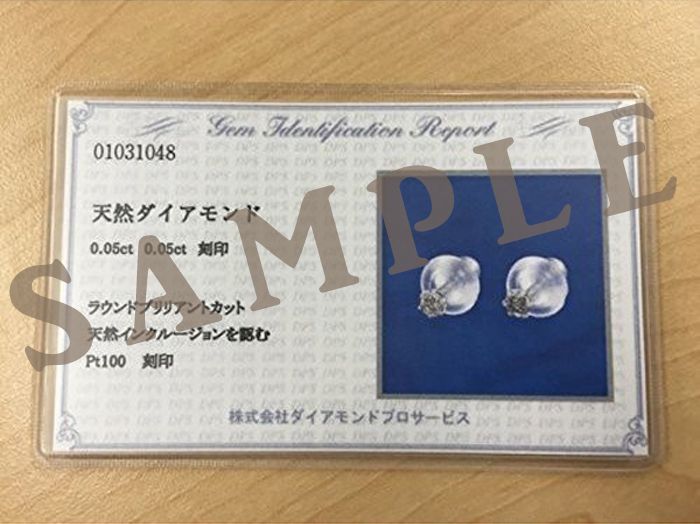 Gem Identification Report
01031048
天然ダイアモンド
0.05ct 0.05ct 刻印
ラウンドブリリアントカット
天然インクルージョンを認む
Pt100 刻印
株式会社ダイアモンドプロサービス
SAMPLE